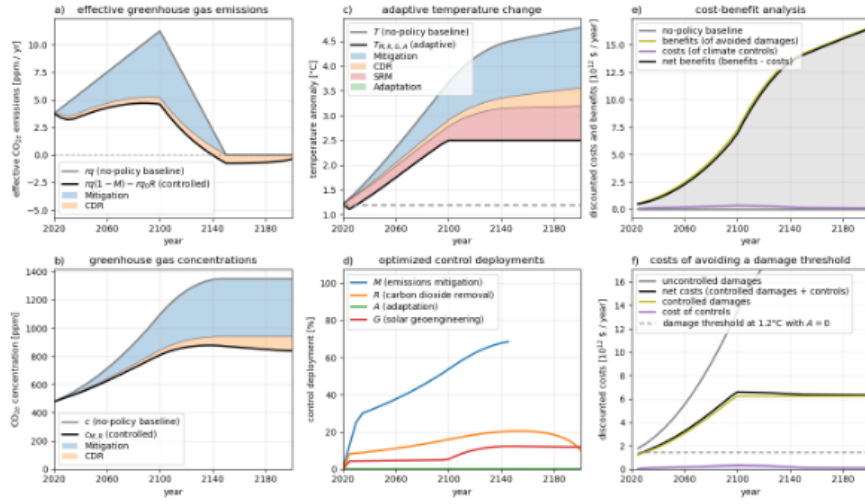 a) effective greenhouse gas emissions
effective CO2e emissions [ppm / yr]
10.0
7.5
5.0
2.5
0.0
−2.5
−5.0
rq (no-policy baseline)
rq(1 − M) − rq0R (controlled)
Mitigation
CDR
2020 2060 2100 2140 2180
year
b) greenhouse gas concentrations
CO2e concentration [ppm]
1400
1200
1000
800
600
400
200
0
c (no-policy baseline)
cM,R (controlled)
Mitigation
CDR
2020 2060 2100 2140 2180
year
c) adaptive temperature change
temperature anomaly [°C]
4.5
4.0
3.5
3.0
2.5
2.0
1.5
1.0
T (no-policy baseline)
TM,R,G,A (adaptive)
Mitigation
CDR
SRM
Adaptation
2020 2060 2100 2140 2180
year
d) optimized control deployments
control deployment [%]
100
80
60
40
20
0
M (emissions mitigation)
R (carbon dioxide removal)
A (adaptation)
G (solar geoengineering)
2020 2060 2100 2140 2180
year
e) cost-benefit analysis
discounted costs and benefits [10^12 $ / year]
15.0
12.5
10.0
7.5
5.0
2.5
0.0
no-policy baseline
benefits (of avoided damages)
costs (of climate controls)
net benefits (benefits - costs)
2020 2060 2100 2140 2180
year
f) costs of avoiding a damage threshold
discounted costs [10^12 $ / year]
16
14
12
10
8
6
4
2
0
uncontrolled damages
net costs (controlled damages + controls)
controlled damages
cost of controls
damage threshold at 1.2°C with A = 0
2020 2060 2100 2140 2180
year